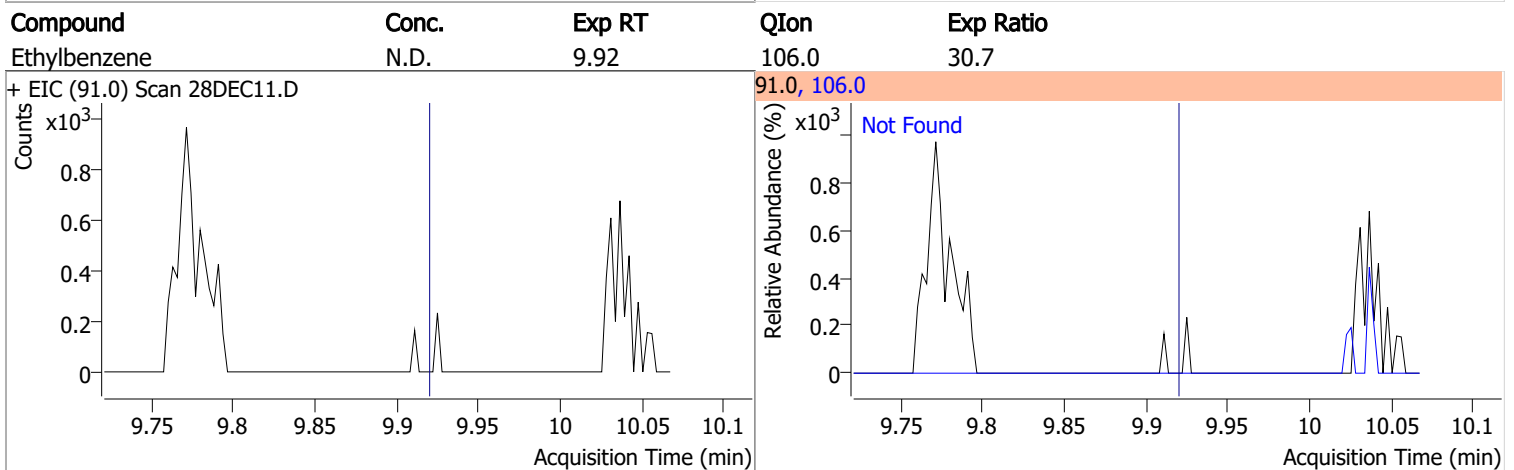 Compound Conc. Exp RT QIon Exp Ratio
Ethylbenzene N.D. 9.92 106.0 30.7
+ EIC (91.0) Scan 28DEC11.D
Counts
x10³
0.8
0.6
0.4
0.2
0
9.75 9.8 9.85 9.9 9.95 10 10.05 10.1
Acquisition Time (min)
91.0, 106.0
Relative Abundance (%)
x10³
Not Found
0.8
0.6
0.4
0.2
0
9.75 9.8 9.85 9.9 9.95 10 10.05 10.1
Acquisition Time (min)